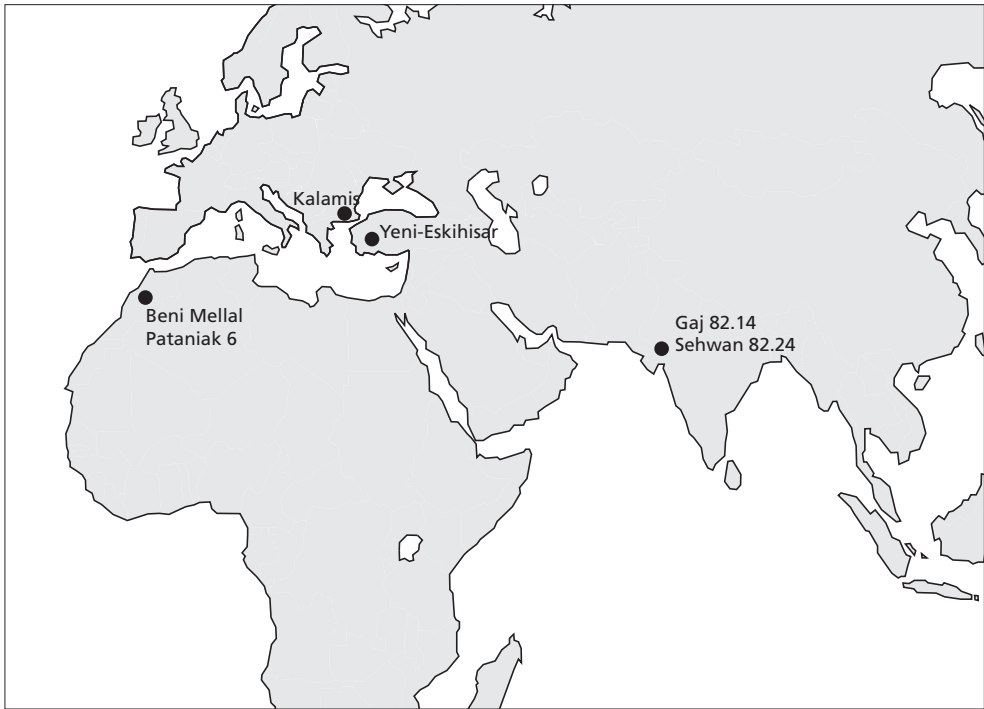 Kalamis
Yeni-Eskihisar
Beni Mellal
Pataniak 6
Gaj 82.14
Sehwan 82.24